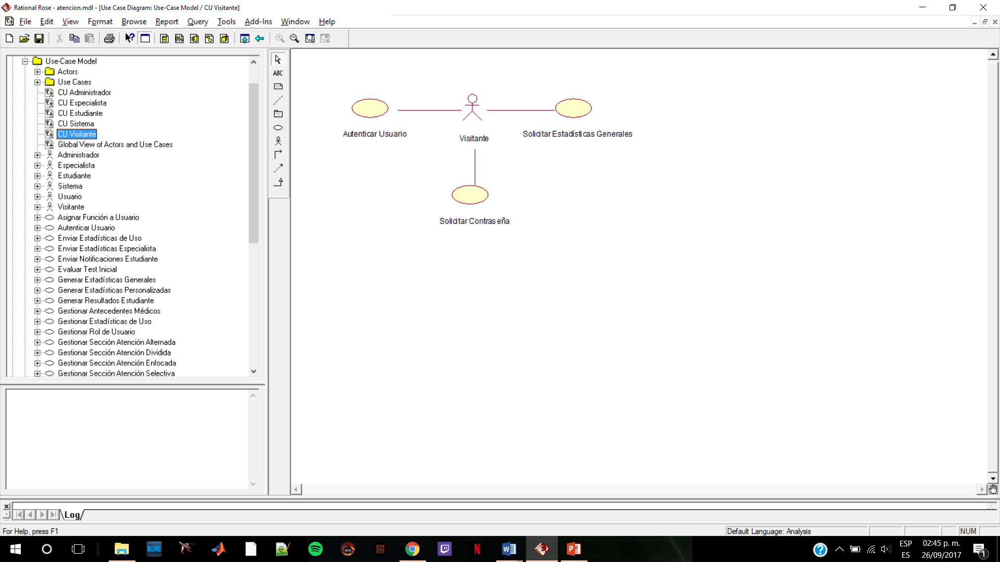 Rational Rose - atencion.mdl - [Use Case Diagram: Use-Case Model / CU Visitante]
File Edit View Format Browse Report Query Tools Add-Ins Window Help
Use-Case Model
Actors
Use Cases
CU Administrador
CU Especialista
CU Estudiante
CU Sistema
CU Visitante
Global View of Actors and Use Cases
Administrador
Especialista
Estudiante
Sistema
Usuario
Visitante
Asignar Función a Usuario
Autenticar Usuario
Enviar Estadísticas de Uso
Enviar Estadísticas Especialista
Enviar Notificaciones Estudiante
Evaluar Test Inicial
Generar Estadísticas Generales
Generar Estadísticas Personalizadas
Generar Resultados Estudiante
Gestionar Antecedentes Médicos
Gestionar Estadísticas de Uso
Gestionar Rol de Usuario
Gestionar Sección Atención Alternada
Gestionar Sección Atención Dividida
Gestionar Sección Atención Enfocada
Gestionar Sección Atención Selectiva
ABC
Autenticar Usuario
Visitante
Solicitar Estadísticas Generales
Solicitar Contraseña
Log
For Help, press F1
Default Language: Analysis
NUM
BLIZZARD
2016
ESP
ES
02:45 p. m.
26/09/2017
1